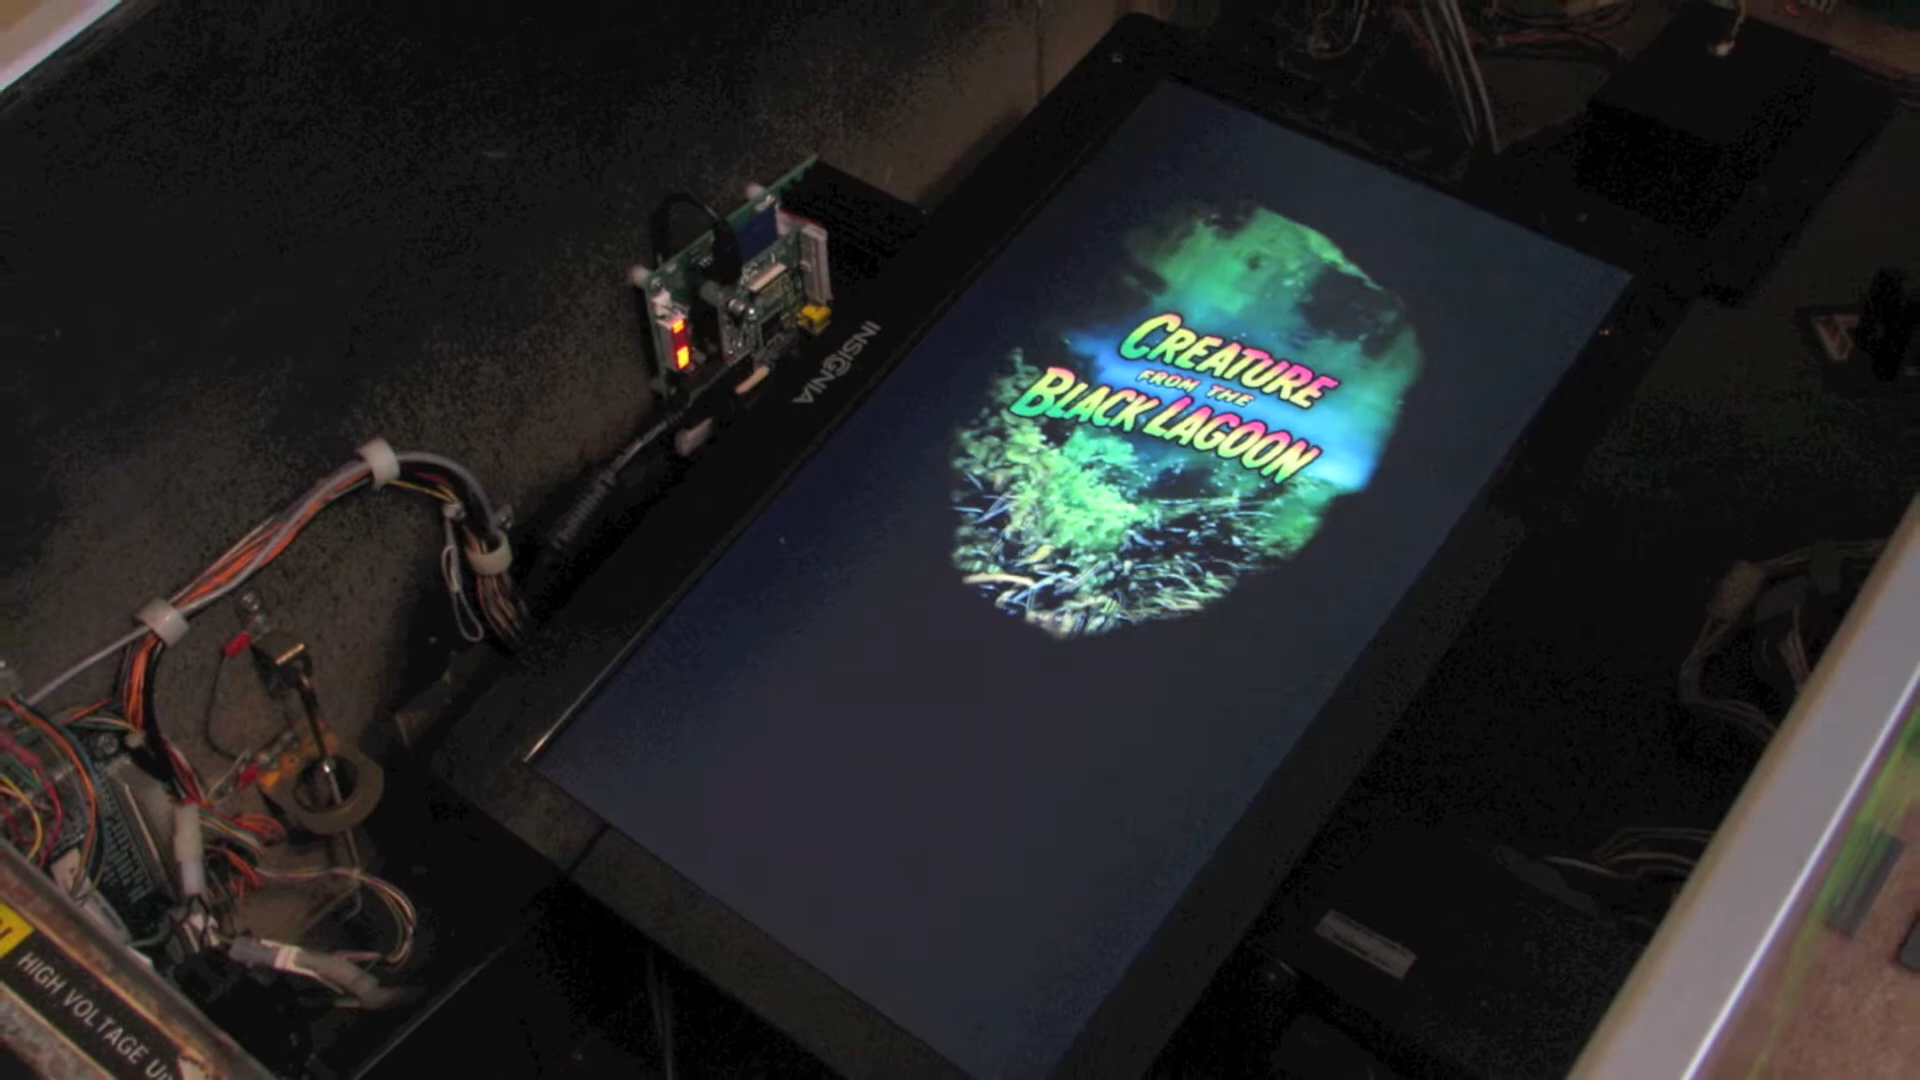 INSIGNIA
CREATURE
FROM THE
BLACK LAGOON
HIGH VOLTAGE